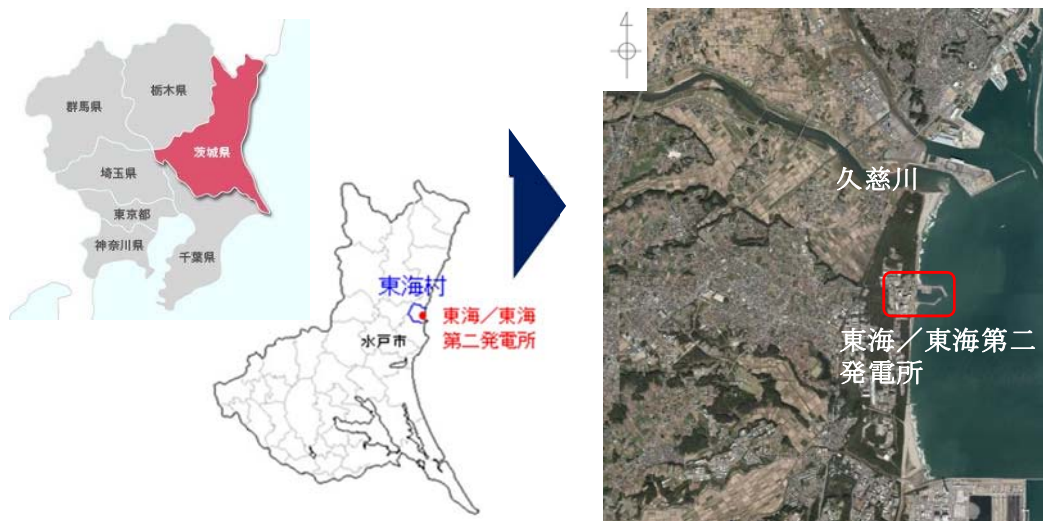 群馬県
栃木県
茨城県
埼玉県
東京都
神奈川県
千葉県
東海村
水戸市
東海／東海
第二発電所
4
久慈川
東海／東海第二
発電所